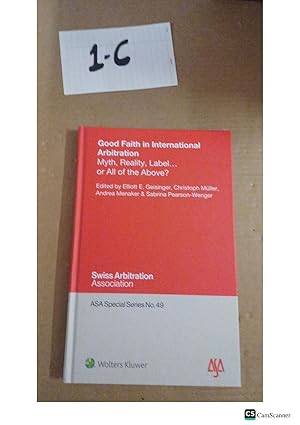 1-C
Good Faith in International
Arbitration
Myth, Reality, Label...
or All of the Above?
Edited by Elliott E. Geisinger, Christoph Müller,
Andrea Menaker & Sabrina Pearson-Wenger
Swiss Arbitration
Association
ASA Special Series No. 49
Wolters Kluwer
ASA
CS CamScanner